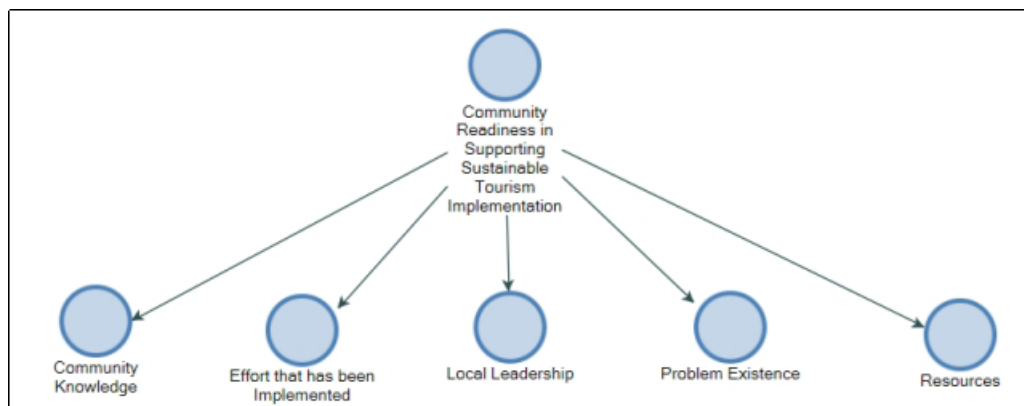 Community
Readiness in
Supporting
Sustainable
Tourism
Implementation
Community
Knowledge
Effort that has been
Implemented
Local Leadership
Problem Existence
Resources